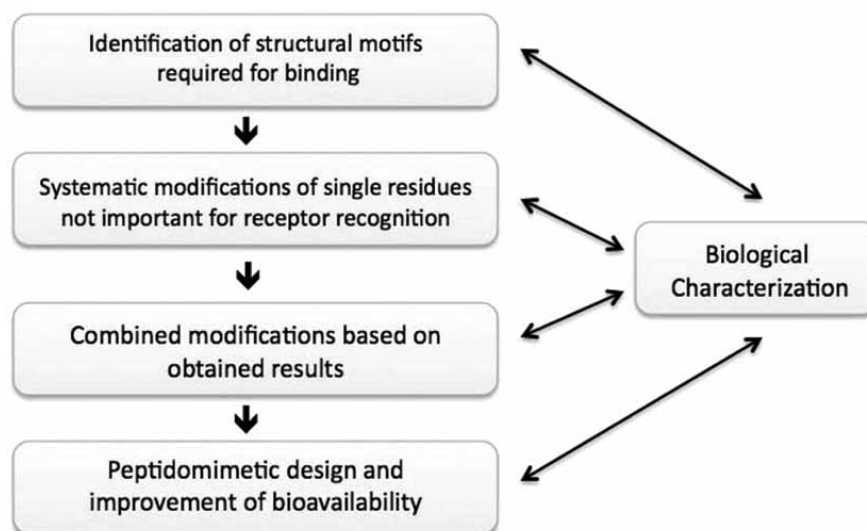 Identification of structural motifs
required for binding
Systematic modifications of single residues
not important for receptor recognition
Biological
Characterization
Combined modifications based on
obtained results
Peptidomimetic design and
improvement of bioavailability